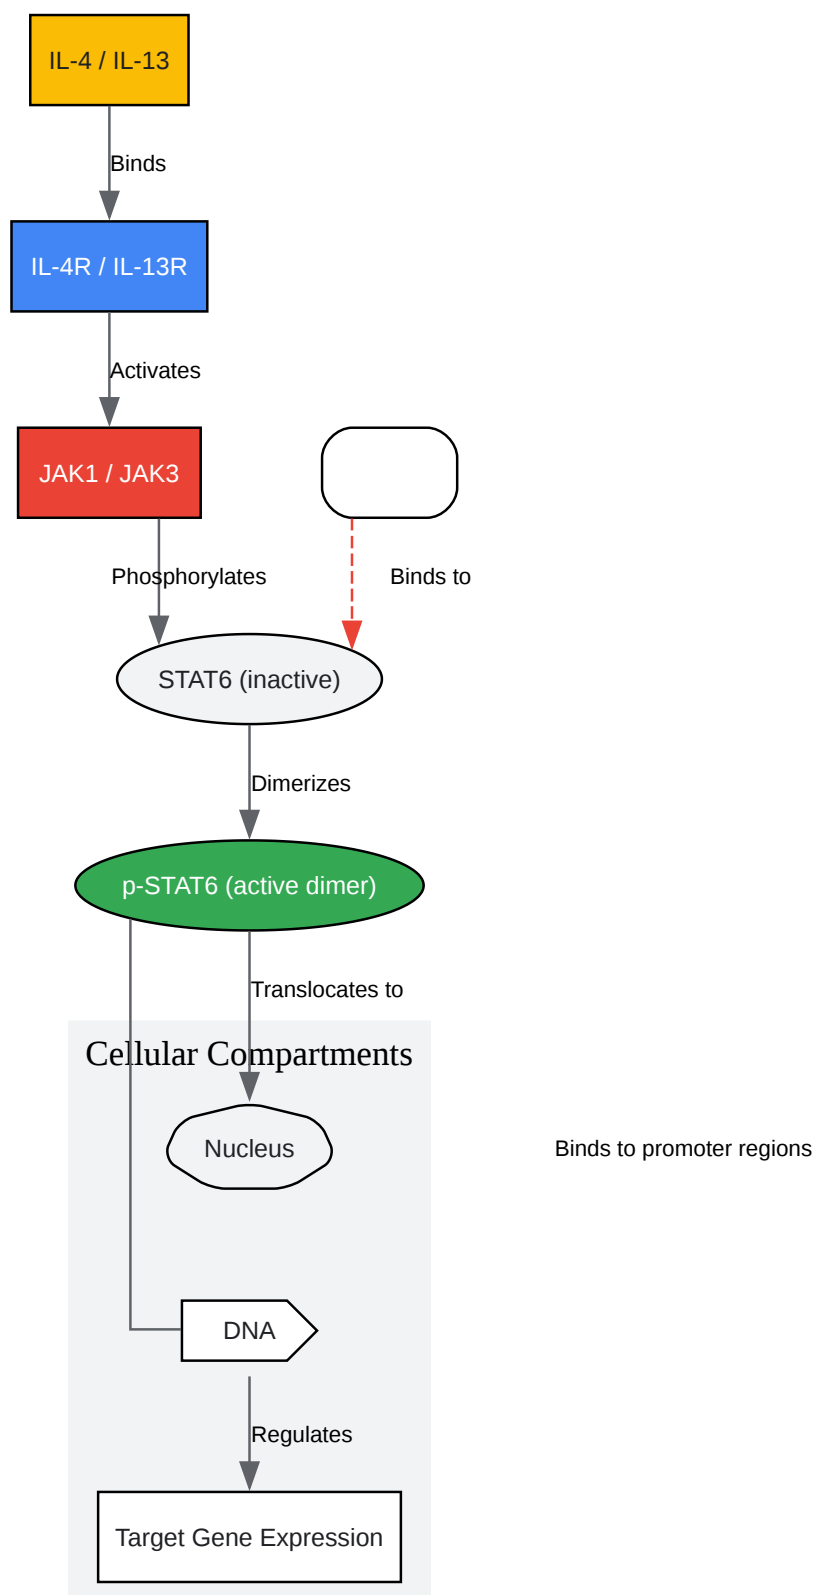 IL-4 / IL-13
Binds
IL-4R / IL-13R
Activates
JAK1 / JAK3
Phosphorylates
Binds to
STAT6 (inactive)
Dimerizes
p-STAT6 (active dimer)
Translocates to
Cellular Compartments
Nucleus
Binds to promoter regions
DNA
Regulates
Target Gene Expression